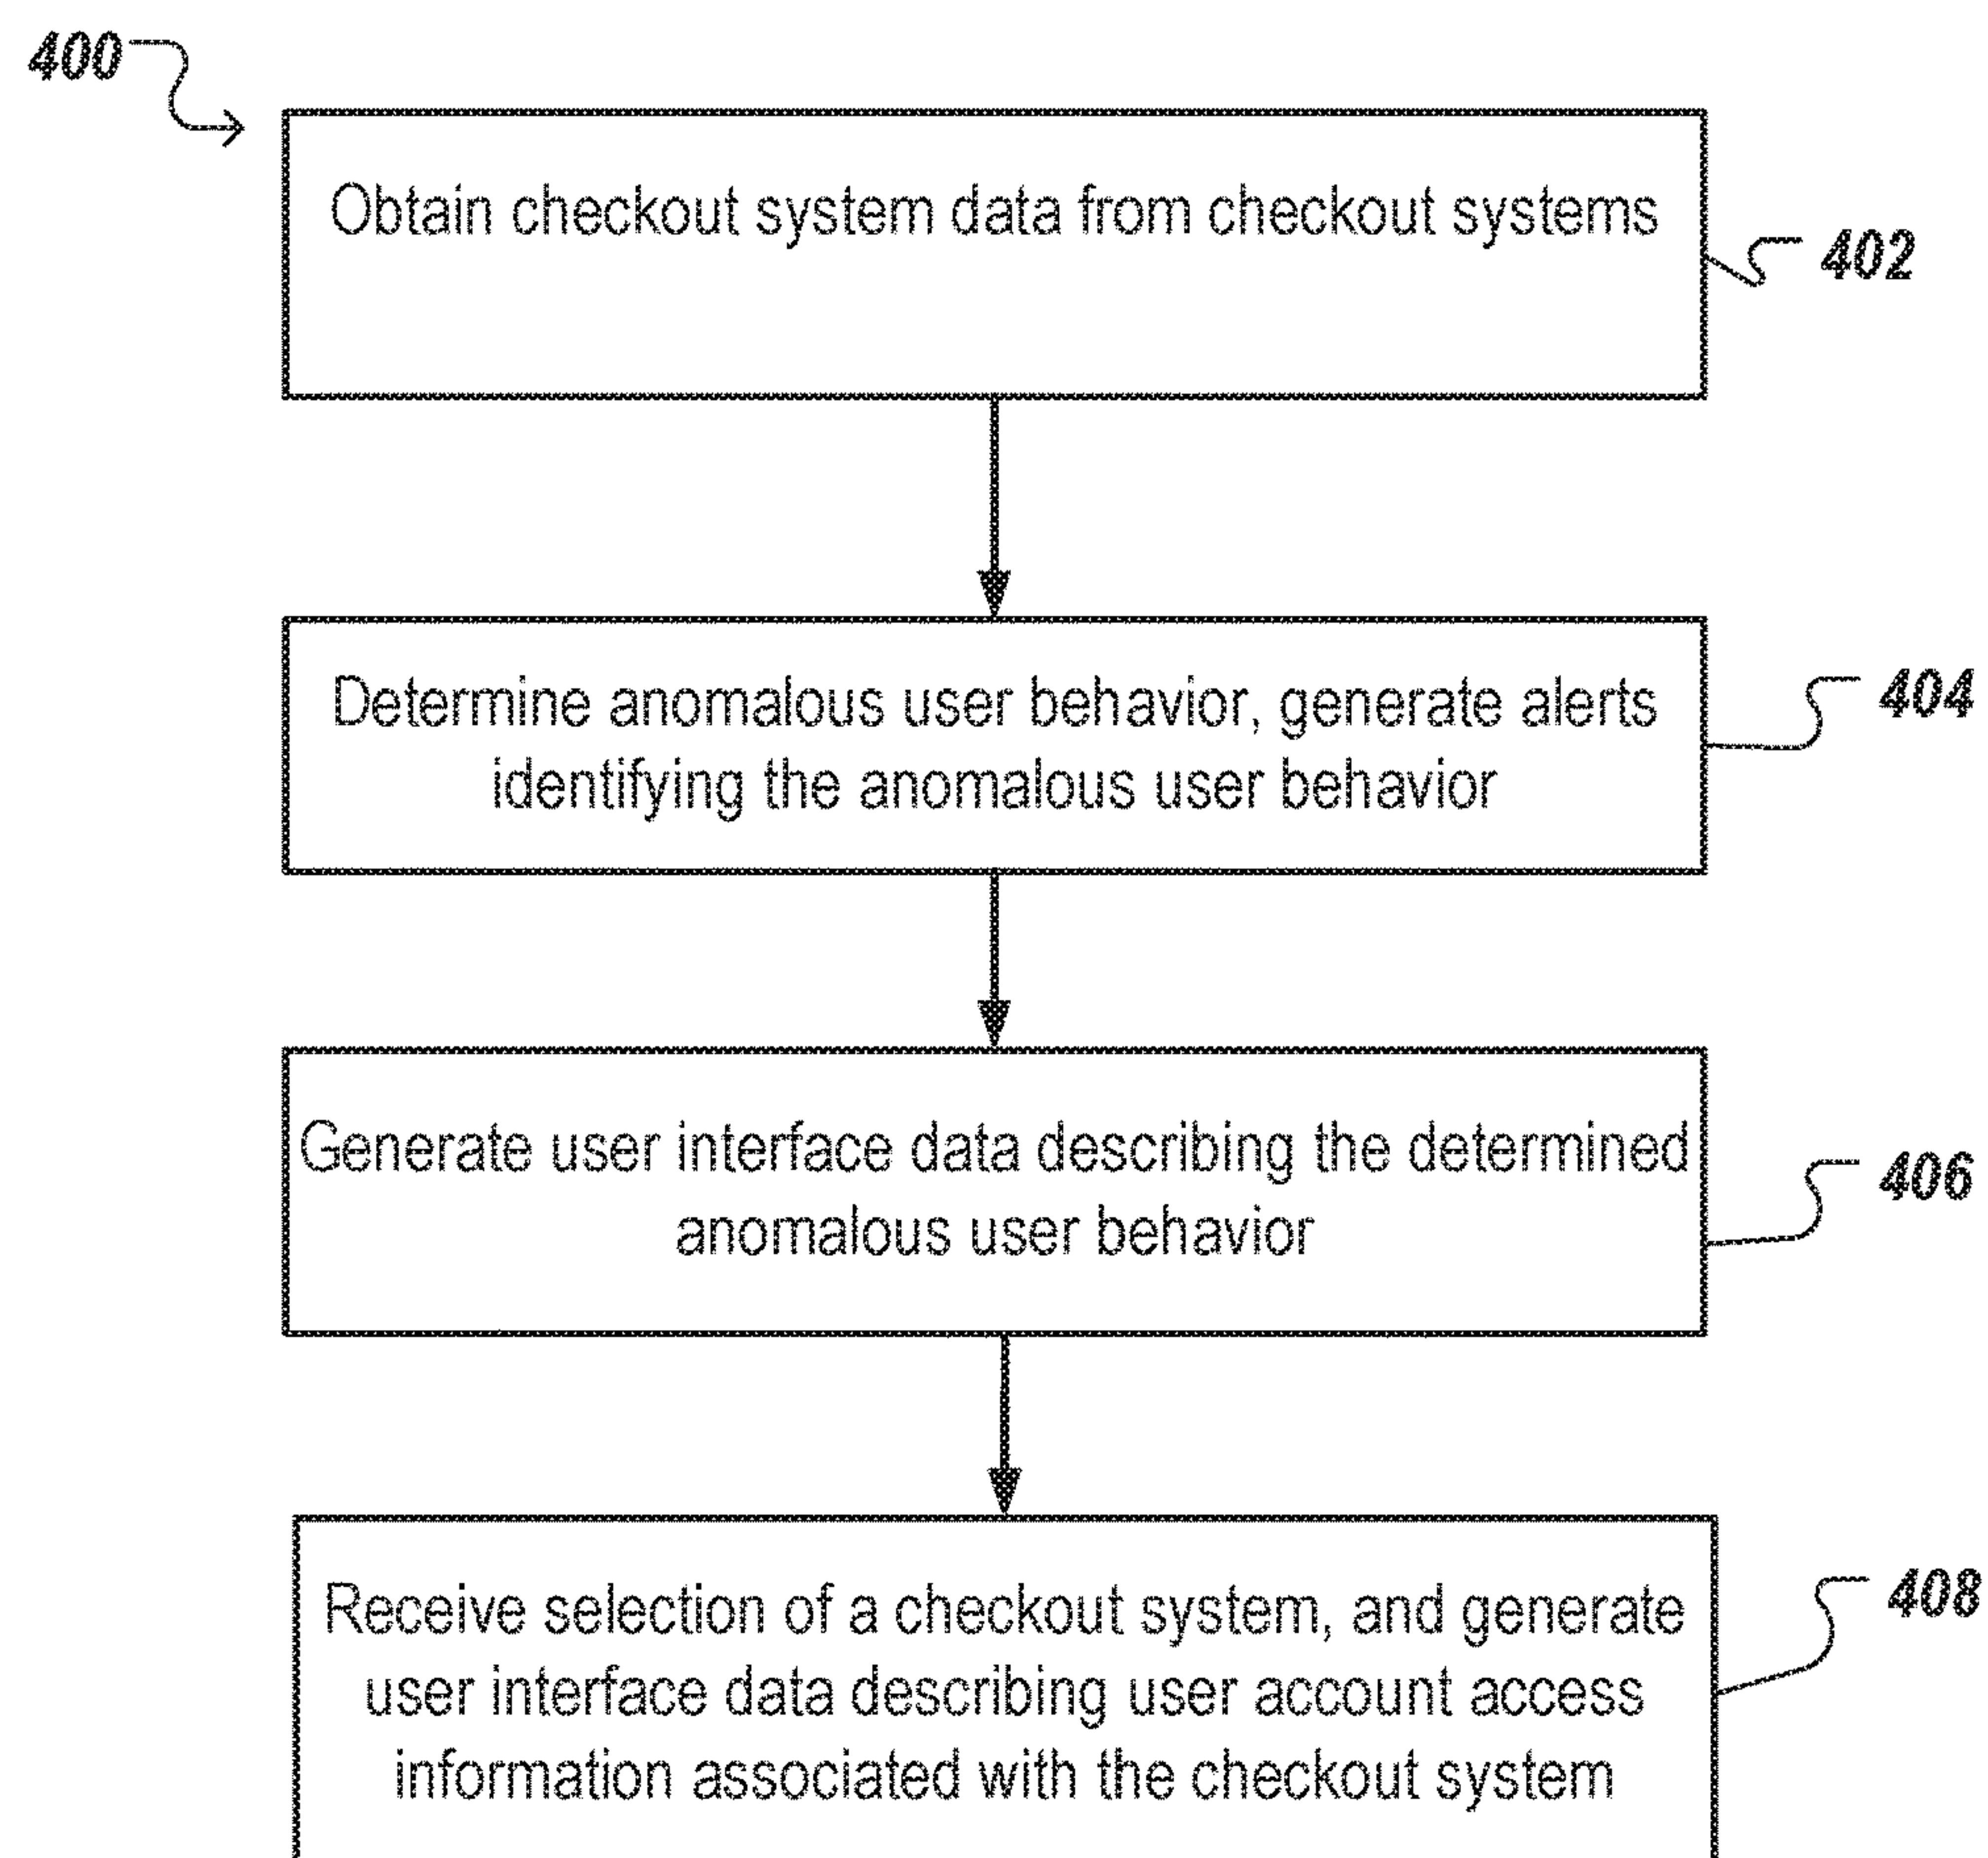 400
Obtain checkout system data from checkout systems
402
Determine anomalous user behavior, generate alerts
identifying the anomalous user behavior
404
Generate user interface data describing the determined
anomalous user behavior
406
Receive selection of a checkout system, and generate
user interface data describing user account access
information associated with the checkout system
408